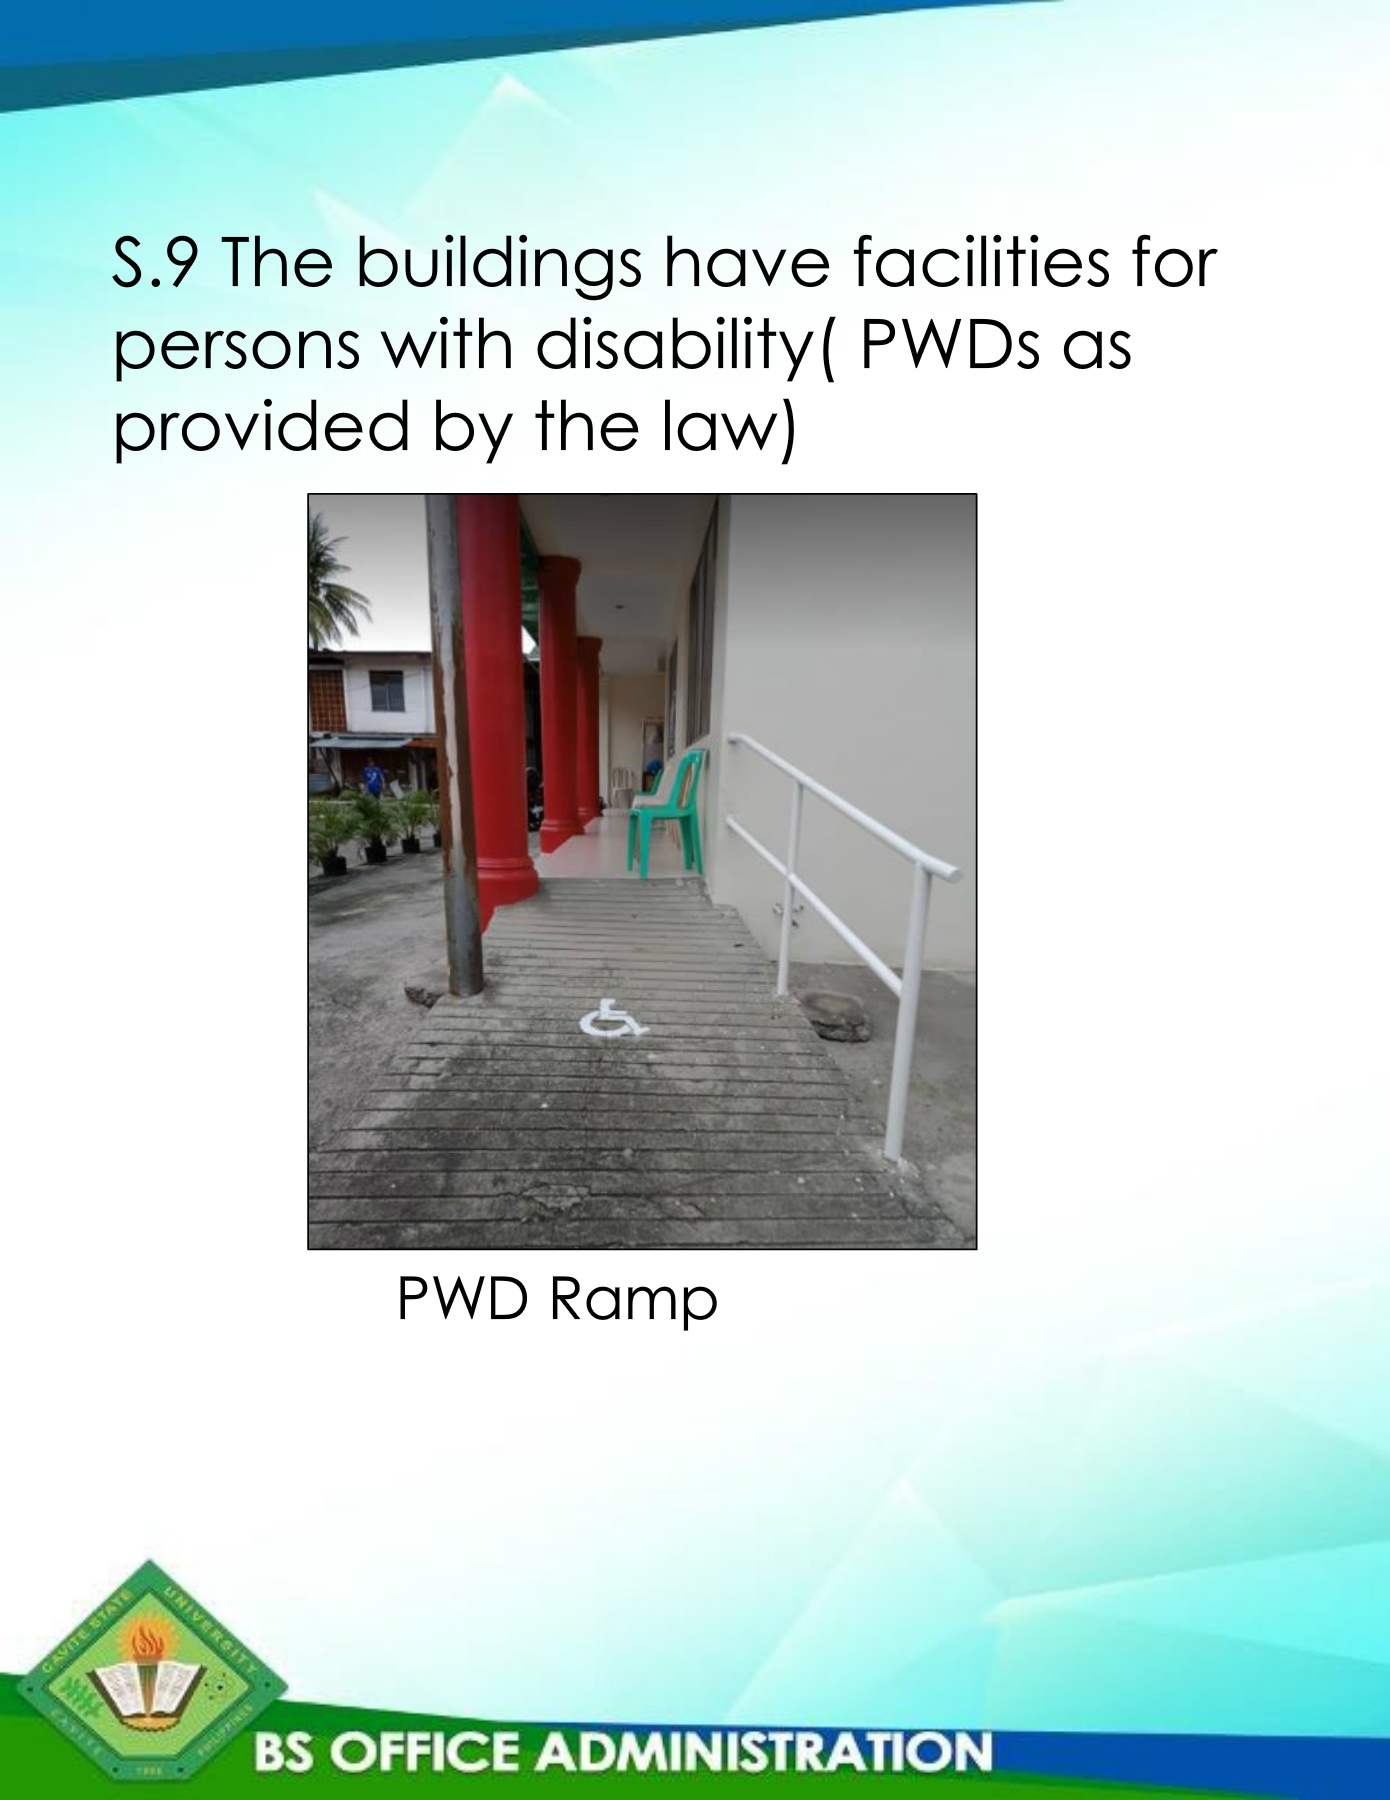 S.9 The buildings have facilities for
persons with disability( PWDs as
provided by the law)
PWD Ramp
CAVITE STATE UNIVERSITY
CAVITE PHILIPPINES
BS OFFICE ADMINISTRATION